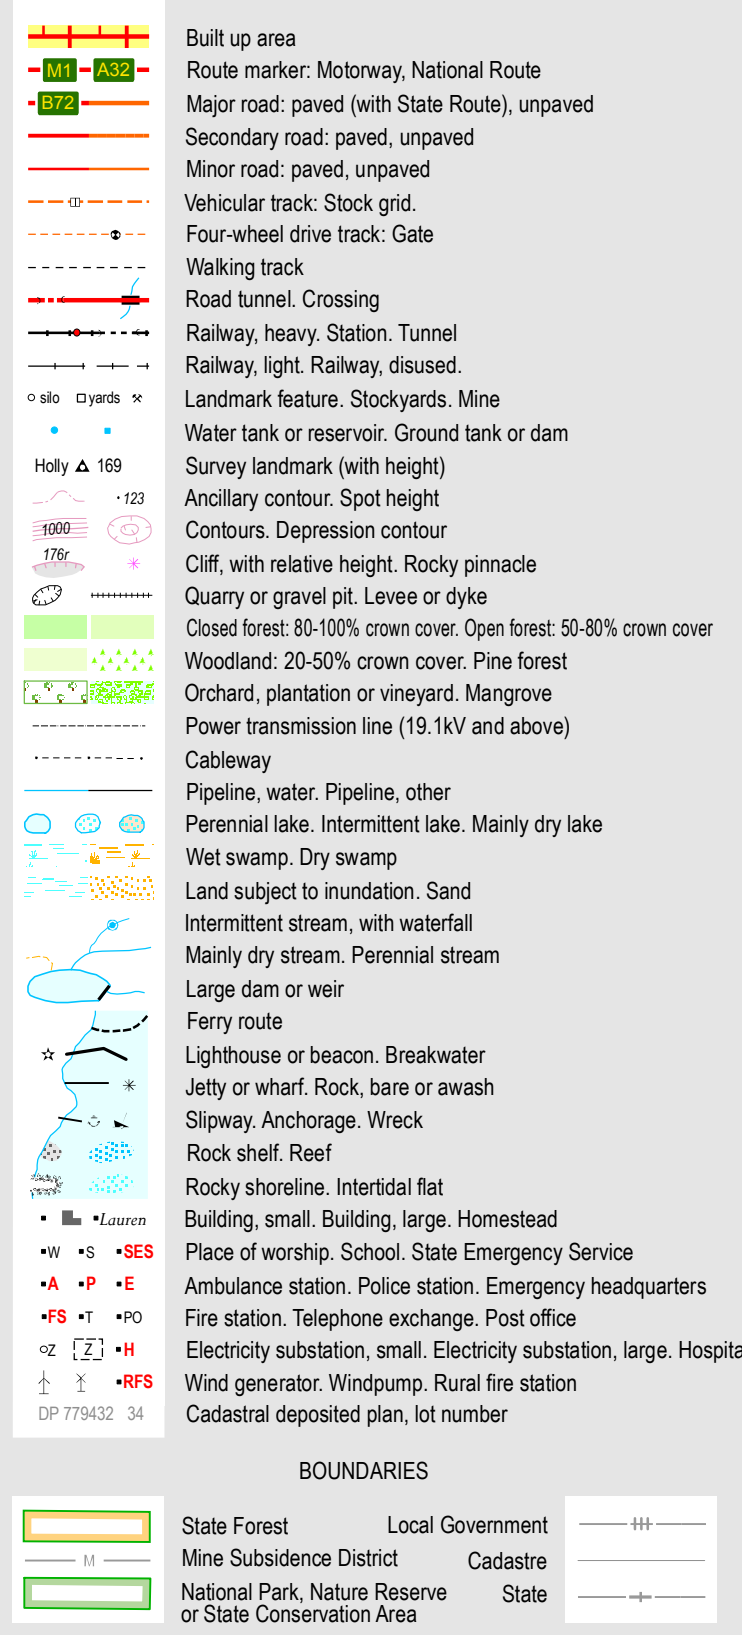 Built up area
M1 A32 Route marker: Motorway, National Route
B72 Major road: paved (with State Route), unpaved
Secondary road: paved, unpaved
Minor road: paved, unpaved
Vehicular track: Stock grid.
Four-wheel drive track: Gate
Walking track
Road tunnel. Crossing
Railway, heavy. Station. Tunnel
Railway, light. Railway, disused.
silo yards Landmark feature. Stockyards. Mine
Water tank or reservoir. Ground tank or dam
Holly 169 Survey landmark (with height)
123 Ancillary contour. Spot height
1000 Contours. Depression contour
176r Cliff, with relative height. Rocky pinnacle
Quarry or gravel pit. Levee or dyke
Closed forest: 80-100% crown cover. Open forest: 50-80% crown cover
Woodland: 20-50% crown cover. Pine forest
Orchard, plantation or vineyard. Mangrove
Power transmission line (19.1kV and above)
Cableway
Pipeline, water. Pipeline, other
Perennial lake. Intermittent lake. Mainly dry lake
Wet swamp. Dry swamp
Land subject to inundation. Sand
Intermittent stream, with waterfall
Mainly dry stream. Perennial stream
Large dam or weir
Ferry route
Lighthouse or beacon. Breakwater
Jetty or wharf. Rock, bare or awash
Slipway. Anchorage. Wreck
Rock shelf. Reef
Rocky shoreline. Intertidal flat
Lauren Building, small. Building, large. Homestead
W S SES Place of worship. School. State Emergency Service
A P E Ambulance station. Police station. Emergency headquarters
FS T PO Fire station. Telephone exchange. Post office
Z Z H Electricity substation, small. Electricity substation, large. Hospita
RFS Wind generator. Windpump. Rural fire station
DP 779432 34 Cadastral deposited plan, lot number
BOUNDARIES
State Forest Local Government
M Mine Subsidence District Cadastre
National Park, Nature Reserve State
or State Conservation Area